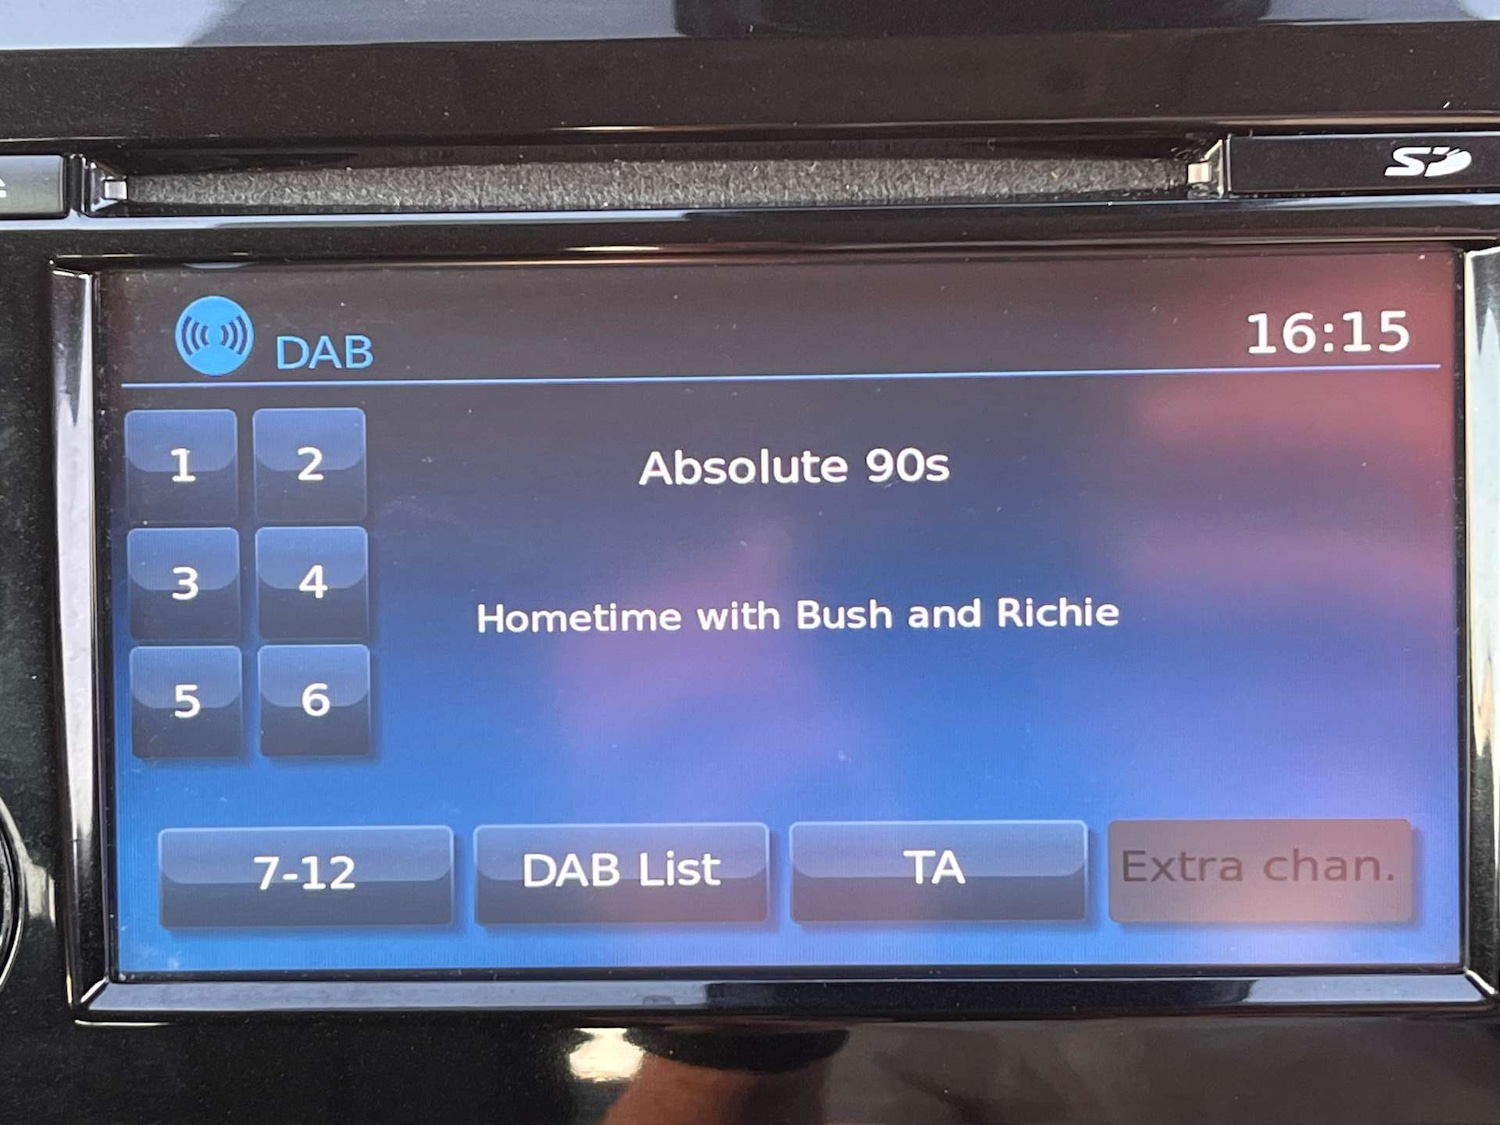 SD
DAB
16:15
1 2
Absolute 90s
3 4
Hometime with Bush and Richie
5 6
7-12 DAB List TA Extra chan.